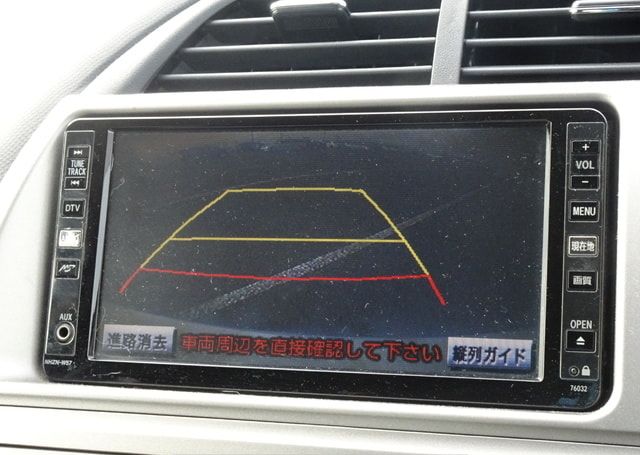 TUNE
TRACK
DTV
AUX
NHZN-W57
VOL
MENU
現在地
画質
OPEN
76032
進路消去
車両周辺を直接確認して下さい
縦列ガイド